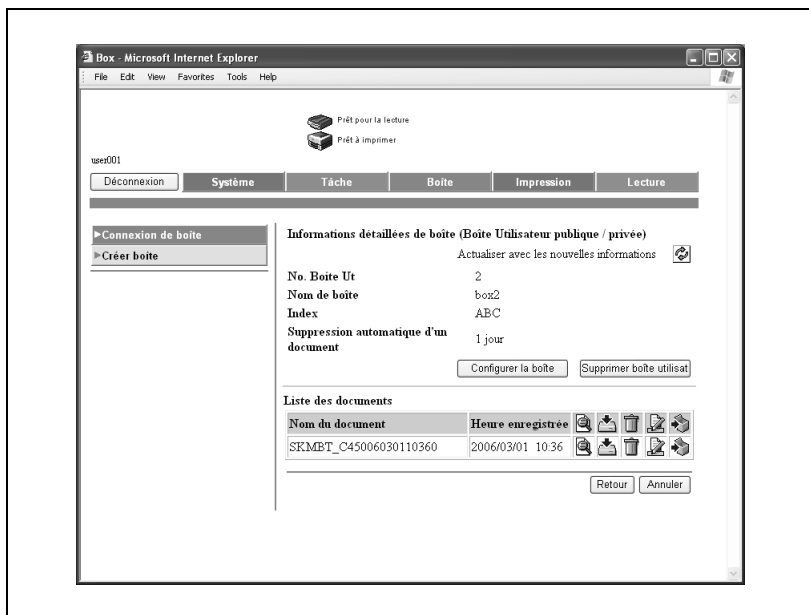 Box - Microsoft Internet Explorer
File Edit View Favorites Tools Help
Prêt pour la lecture
Prêt à imprimer
user001
Déconnexion Système Tâche Boîte Impression Lecture
Connexion de boîte
Créer boîte
Informations détaillées de boîte (Boîte Utilisateur publique / privée)
Actualiser avec les nouvelles informations
No. Boite Ut 2
Nom de boîte box2
Index ABC
Suppression automatique d'un
document 1 jour
Configurer la boîte Supprimer boîte utilisat
Liste des documents
Nom du document Heure enregistrée
SKMBT_C45006030110360 2006/03/01 10:36
Retour Annuler